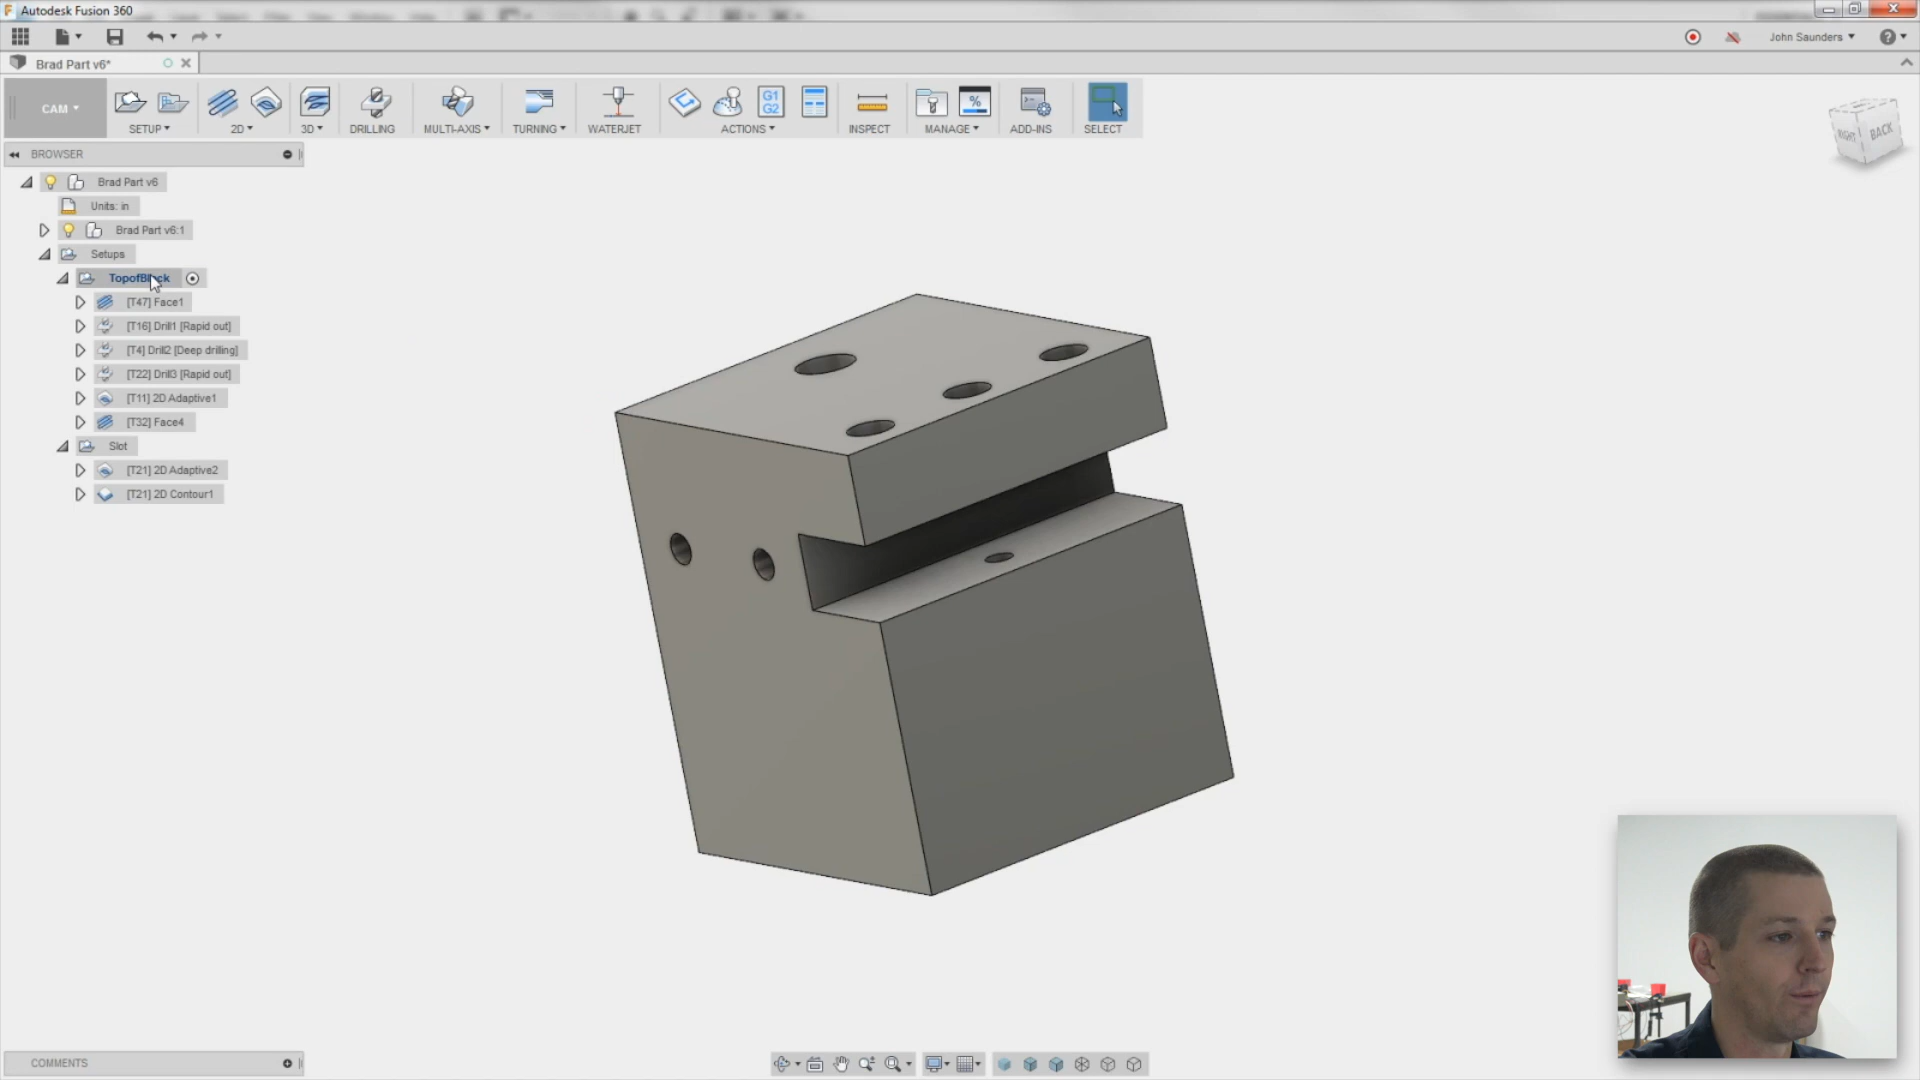 Autodesk Fusion 360
John Saunders
Brad Part v6*
CAM
SETUP
2D
3D
DRILLING
MULTI-AXIS
TURNING
WATERJET
G1
G2
ACTIONS
INSPECT
%
MANAGE
ADD-INS
SELECT
RIGHT
BACK
BROWSER
Brad Part v6
Units: in
Brad Part v6:1
Setups
[T47] Face1
[T16] Drill1 [Rapid out]
[T4] Drill2 [Deep drilling]
[T22] Drill3 [Rapid out]
[T11] 2D Adaptive1
[T32] Face4
Slot
[T21] 2D Adaptive2
[T21] 2D Contour1
COMMENTS